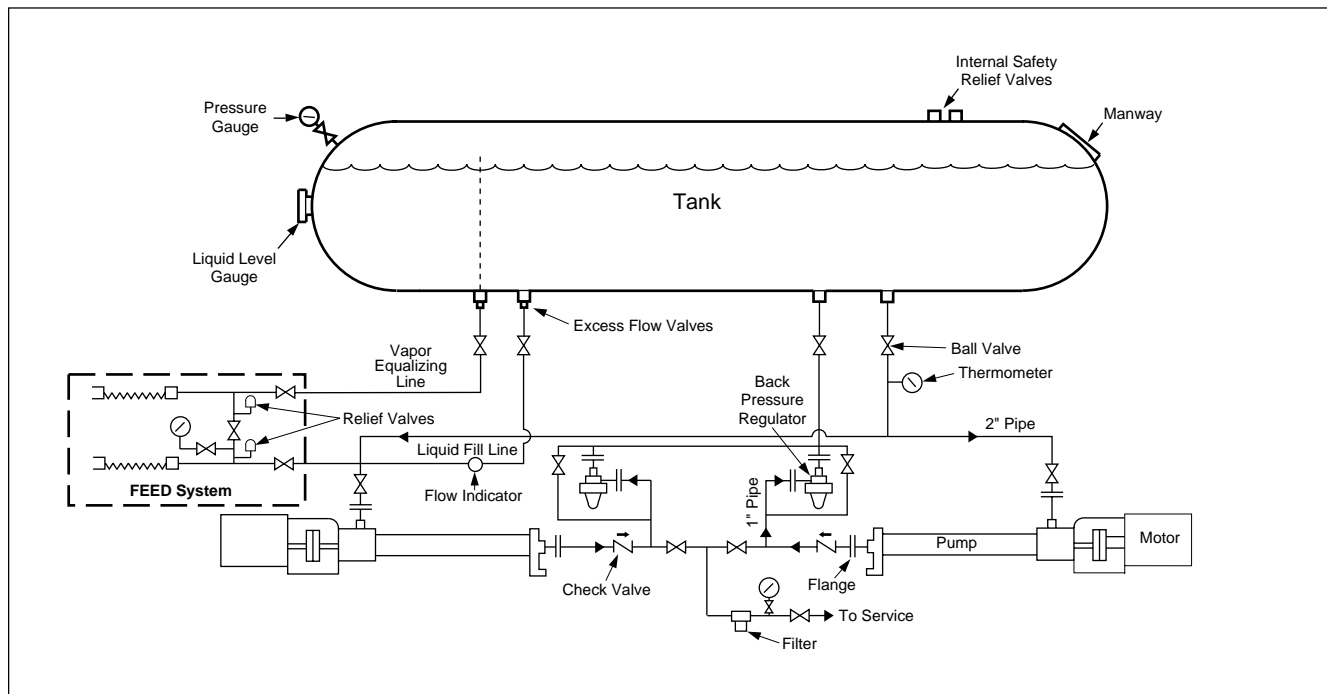 Internal Safety
Relief Valves
Pressure
Gauge
Manway
Tank
Liquid Level
Gauge
Excess Flow Valves
Vapor
Equalizing
Line
Ball Valve
Thermometer
Back
Pressure
Regulator
Relief Valves
2" Pipe
Liquid Fill Line
FEED System
Flow Indicator
1" Pipe
Pump
Motor
Check Valve
Flange
To Service
Filter